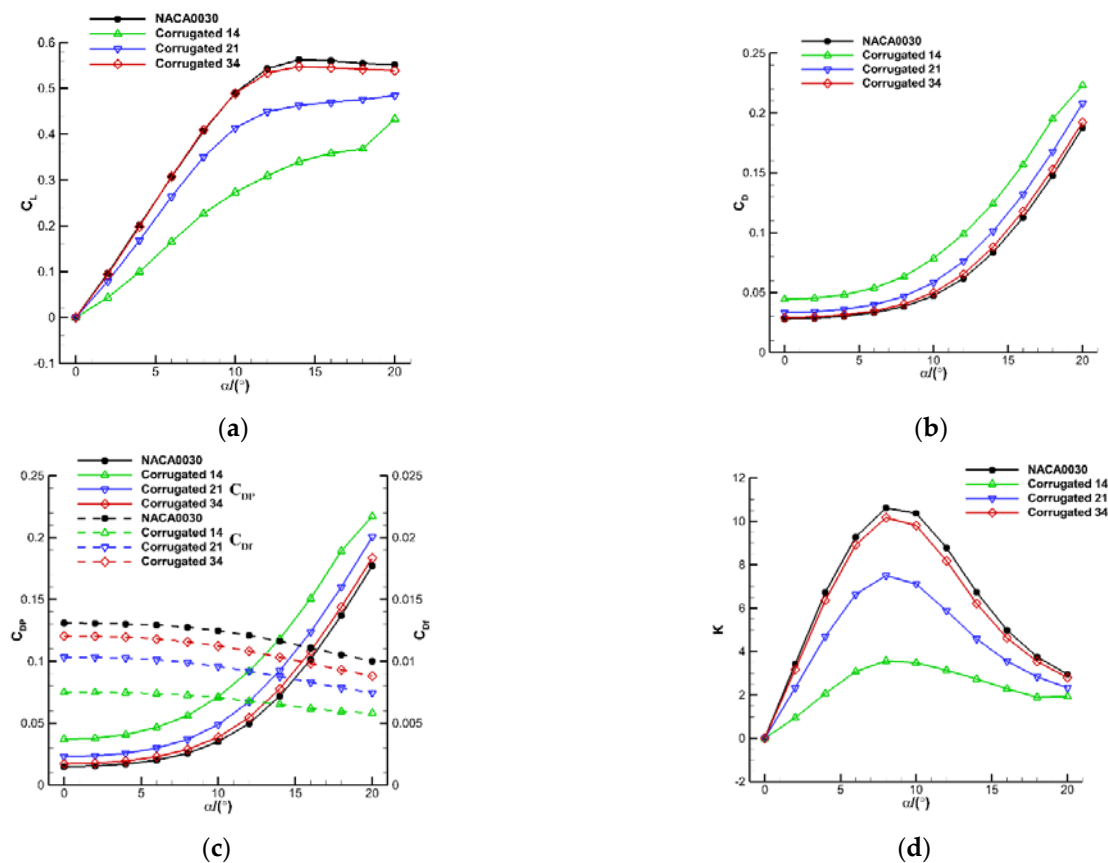 NACA0030
Corrugated 14
Corrugated 21
Corrugated 34
0.6
0.5
0.4
0.3
0.2
0.1
0
-0.1
C_L
0 5 10 15 20
α/(°)
(a)
NACA0030
Corrugated 14
Corrugated 21
Corrugated 34
0.25
0.2
0.15
0.1
0.05
0
C_D
0 5 10 15 20
α/(°)
(b)
NACA0030
Corrugated 14
Corrugated 21 C_DP
Corrugated 34
NACA0030
Corrugated 14 C_Df
Corrugated 21
Corrugated 34
0.25
0.2
0.15
0.1
0.05
0
C_DP
0.025
0.02
0.015
0.01
0.005
0
C_Df
0 5 10 15 20
α/(°)
(c)
NACA0030
Corrugated 14
Corrugated 21
Corrugated 34
12
10
8
6
4
2
0
-2
K
0 5 10 15 20
α/(°)
(d)